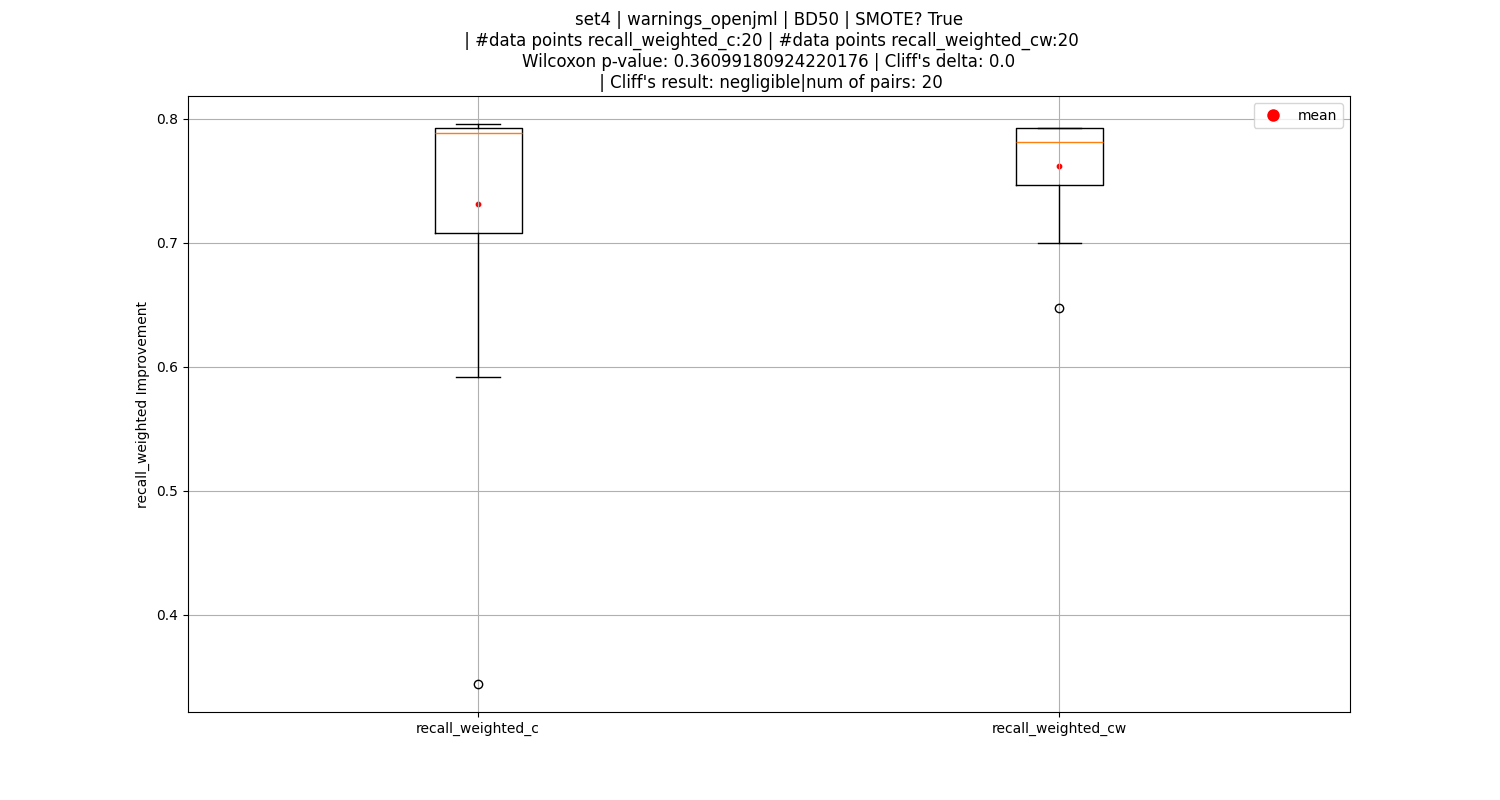 set4 | warnings_openjml | BD50 | SMOTE? True
| #data points recall_weighted_c:20 | #data points recall_weighted_cw:20
Wilcoxon p-value: 0.36099180924220176 | Cliff's delta: 0.0
| Cliff's result: negligible|num of pairs: 20
mean
0.8
0.7
0.6
0.5
0.4
recall_weighted Improvement
recall_weighted_c
recall_weighted_cw